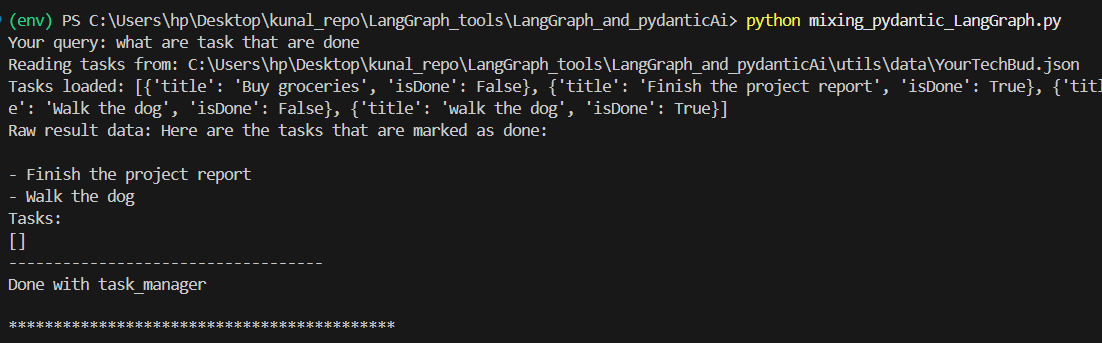 (env) PS C:\Users\hp\Desktop\kunal_repo\LangGraph_tools\LangGraph_and_pydanticAi> python mixing_pydantic_LangGraph.py
Your query: what are task that are done
Reading tasks from: C:\Users\hp\Desktop\kunal_repo\LangGraph_tools\LangGraph_and_pydanticAi\utils\data\YourTechBud.json
Tasks loaded: [{'title': 'Buy groceries', 'isDone': False}, {'title': 'Finish the project report', 'isDone': True}, {'titl
e': 'Walk the dog', 'isDone': False}, {'title': 'walk the dog', 'isDone': True}]
Raw result data: Here are the tasks that are marked as done:

- Finish the project report
- Walk the dog
Tasks:
[]
-----------------------------------
Done with task_manager

*******************************************